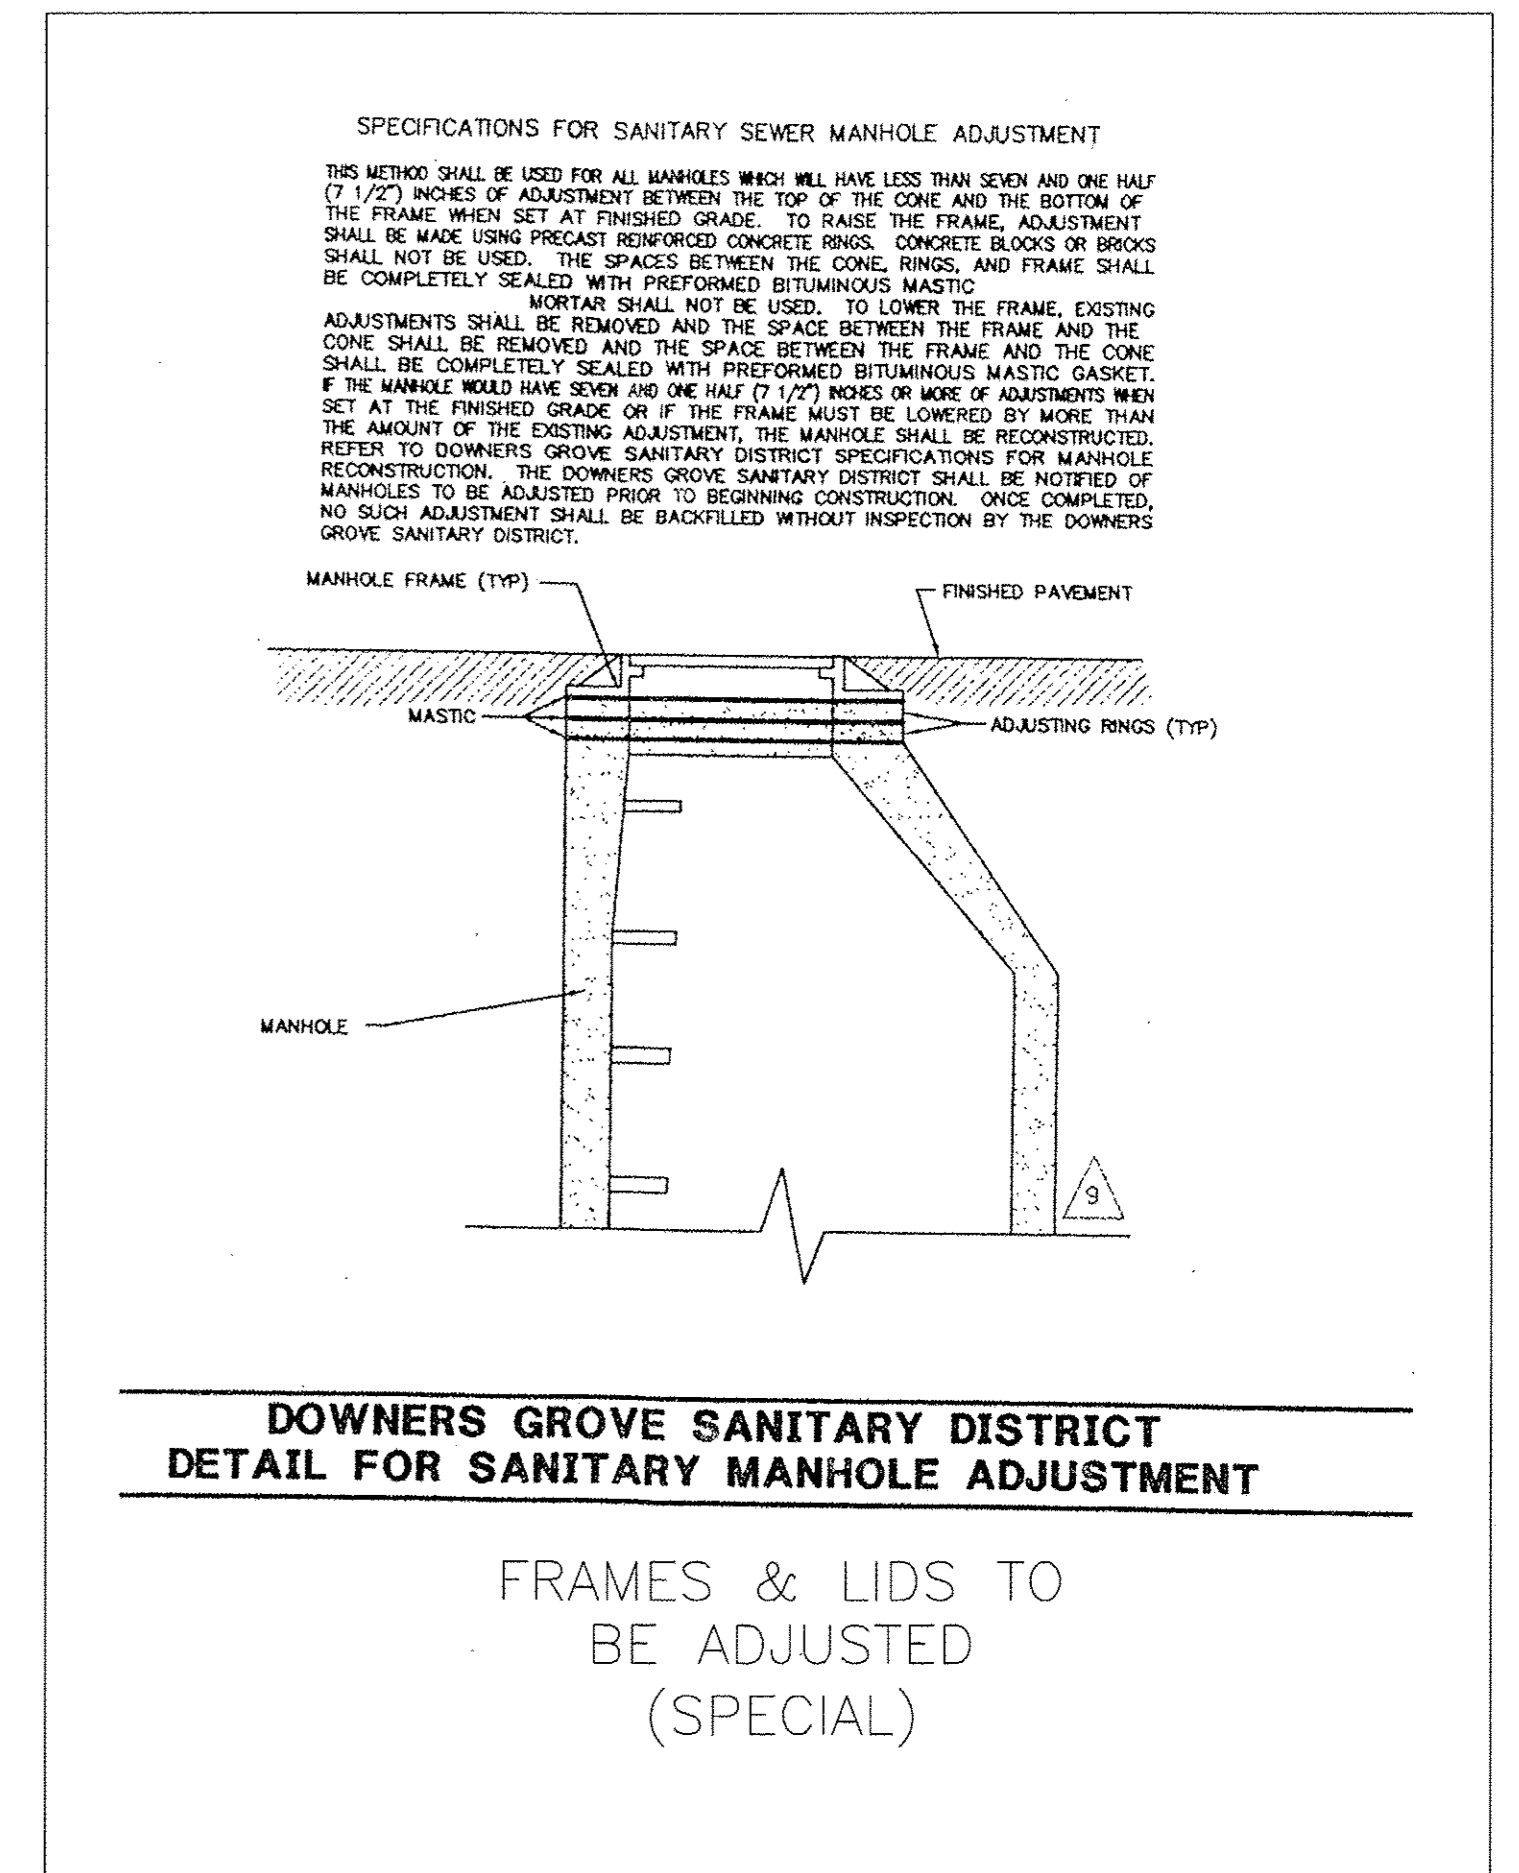 SPECIFICATIONS FOR SANITARY SEWER MANHOLE ADJUSTMENT
THIS METHOD SHALL BE USED FOR ALL MANHOLES WHICH WILL HAVE LESS THAN SEVEN AND ONE HALF
(7 1/2") INCHES OF ADJUSTMENT BETWEEN THE TOP OF THE CONE AND THE BOTTOM OF
THE FRAME WHEN SET AT FINISHED GRADE. TO RAISE THE FRAME, ADJUSTMENT
SHALL BE MADE USING PRECAST REINFORCED CONCRETE RINGS. CONCRETE BLOCKS OR BRICKS
SHALL NOT BE USED. THE SPACES BETWEEN THE CONE, RINGS, AND FRAME SHALL
BE COMPLETELY SEALED WITH PREFORMED BITUMINOUS MASTIC
MORTAR SHALL NOT BE USED. TO LOWER THE FRAME, EXISTING
ADJUSTMENTS SHALL BE REMOVED AND THE SPACE BETWEEN THE FRAME AND THE
CONE SHALL BE REMOVED AND THE SPACE BETWEEN THE FRAME AND THE CONE
SHALL BE COMPLETELY SEALED WITH PREFORMED BITUMINOUS MASTIC GASKET.
IF THE MANHOLE WOULD HAVE SEVEN AND ONE HALF (7 1/2") INCHES OR MORE OF ADJUSTMENTS WHEN
SET AT THE FINISHED GRADE OR IF THE FRAME MUST BE LOWERED BY MORE THAN
THE AMOUNT OF THE EXISTING ADJUSTMENT, THE MANHOLE SHALL BE RECONSTRUCTED.
REFER TO DOWNERS GROVE SANITARY DISTRICT SPECIFICATIONS FOR MANHOLE
RECONSTRUCTION. THE DOWNERS GROVE SANITARY DISTRICT SHALL BE NOTIFIED OF
MANHOLES TO BE ADJUSTED PRIOR TO BEGINNING CONSTRUCTION. ONCE COMPLETED,
NO SUCH ADJUSTMENT SHALL BE BACKFILLED WITHOUT INSPECTION BY THE DOWNERS
GROVE SANITARY DISTRICT.
MANHOLE FRAME (TYP)
FINISHED PAVEMENT
MASTIC
ADJUSTING RINGS (TYP)
MANHOLE
9
DOWNERS GROVE SANITARY DISTRICT
DETAIL FOR SANITARY MANHOLE ADJUSTMENT
FRAMES & LIDS TO
BE ADJUSTED
(SPECIAL)